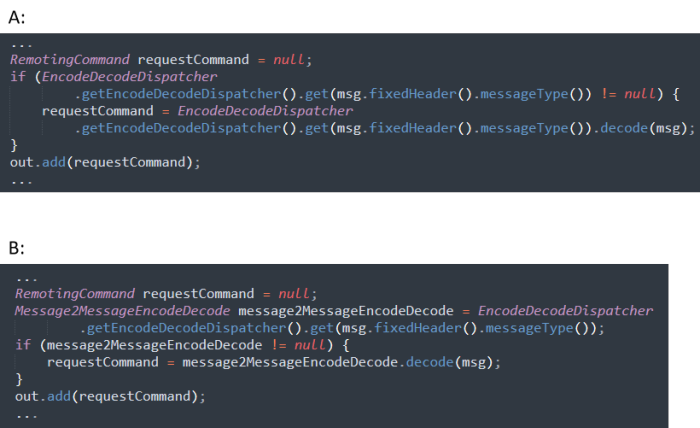 A:
...
RemotingCommand requestCommand = null;
if (EncodeDecodeDispatcher
.getEncodeDecodeDispatcher().get(msg.fixedHeader().messageType()) != null) {
requestCommand = EncodeDecodeDispatcher
.getEncodeDecodeDispatcher().get(msg.fixedHeader().messageType()).decode(msg);
}
out.add(requestCommand);
...
B:
...
RemotingCommand requestCommand = null;
Message2MessageEncodeDecode message2MessageEncodeDecode = EncodeDecodeDispatcher
.getEncodeDecodeDispatcher().get(msg.fixedHeader().messageType());
if (message2MessageEncodeDecode != null) {
requestCommand = message2MessageEncodeDecode.decode(msg);
}
out.add(requestCommand);
...